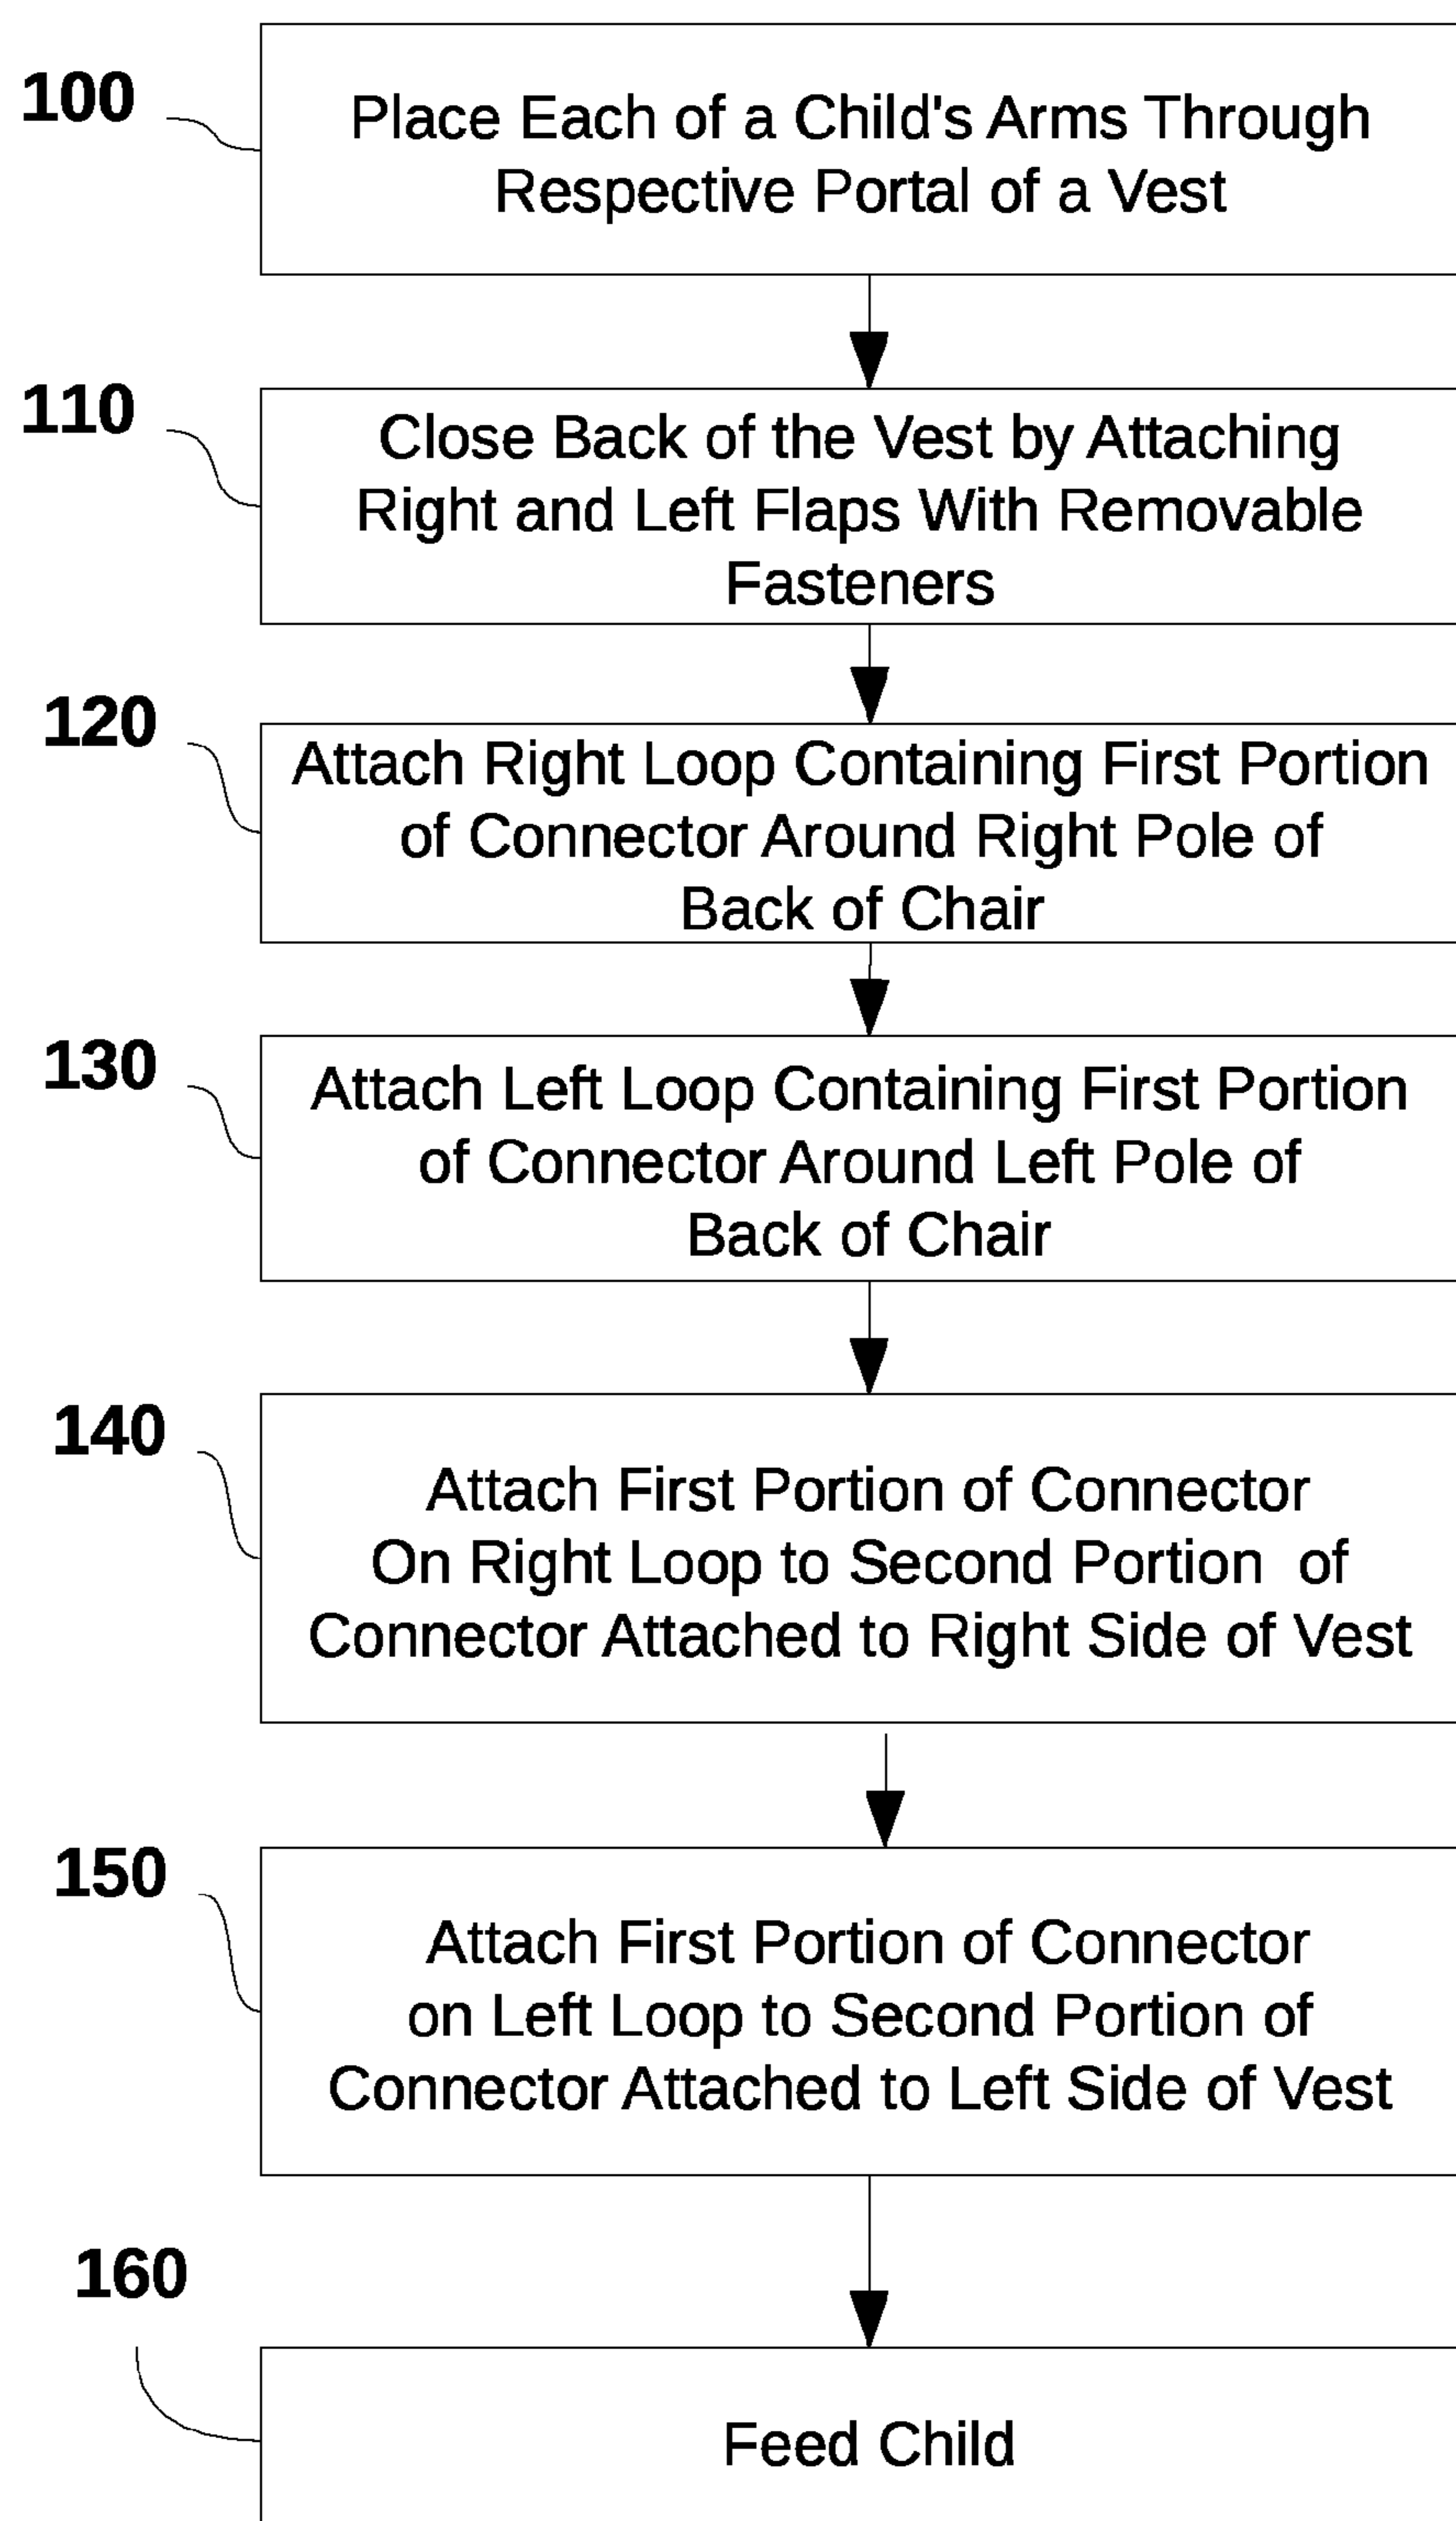 100
Place Each of a Child's Arms Through
Respective Portal of a Vest
110
Close Back of the Vest by Attaching
Right and Left Flaps With Removable
Fasteners
120
Attach Right Loop Containing First Portion
of Connector Around Right Pole of
Back of Chair
130
Attach Left Loop Containing First Portion
of Connector Around Left Pole of
Back of Chair
140
Attach First Portion of Connector
On Right Loop to Second Portion  of
Connector Attached to Right Side of Vest
150
Attach First Portion of Connector
on Left Loop to Second Portion of
Connector Attached to Left Side of Vest
160
Feed Child